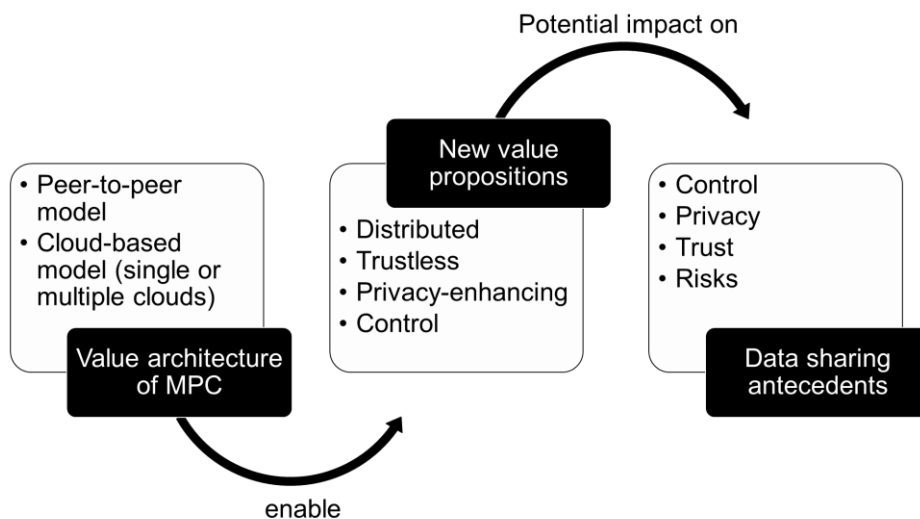 Potential impact on
New value
propositions
• Peer-to-peer
model
• Cloud-based
model (single or
multiple clouds)
Value architecture
of MPC
• Distributed
• Trustless
• Privacy-enhancing
• Control
• Control
• Privacy
• Trust
• Risks
Data sharing
antecedents
enable